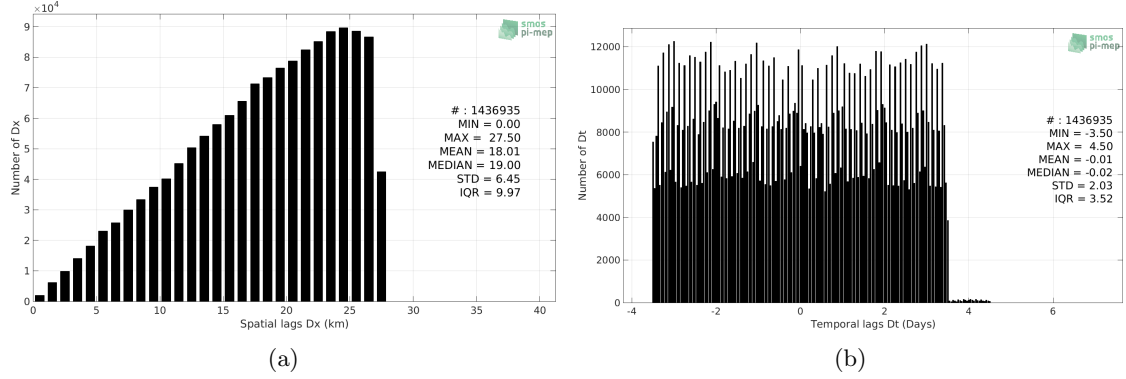 ×10⁴
9
8
7
6
5
4
3
2
1
0
Number of Dx
smos
pi-mep
# : 1436935
MIN = 0.00
MAX = 27.50
MEAN = 18.01
MEDIAN = 19.00
STD = 6.45
IQR = 9.97
0 5 10 15 20 25 30 35 40
Spatial lags Dx (km)
(a)
12000
10000
8000
6000
4000
2000
0
Number of Dt
smos
pi-mep
# : 1436935
MIN = -3.50
MAX = 4.50
MEAN = -0.01
MEDIAN = -0.02
STD = 2.03
IQR = 3.52
-4 -2 0 2 4 6
Temporal lags Dt (Days)
(b)